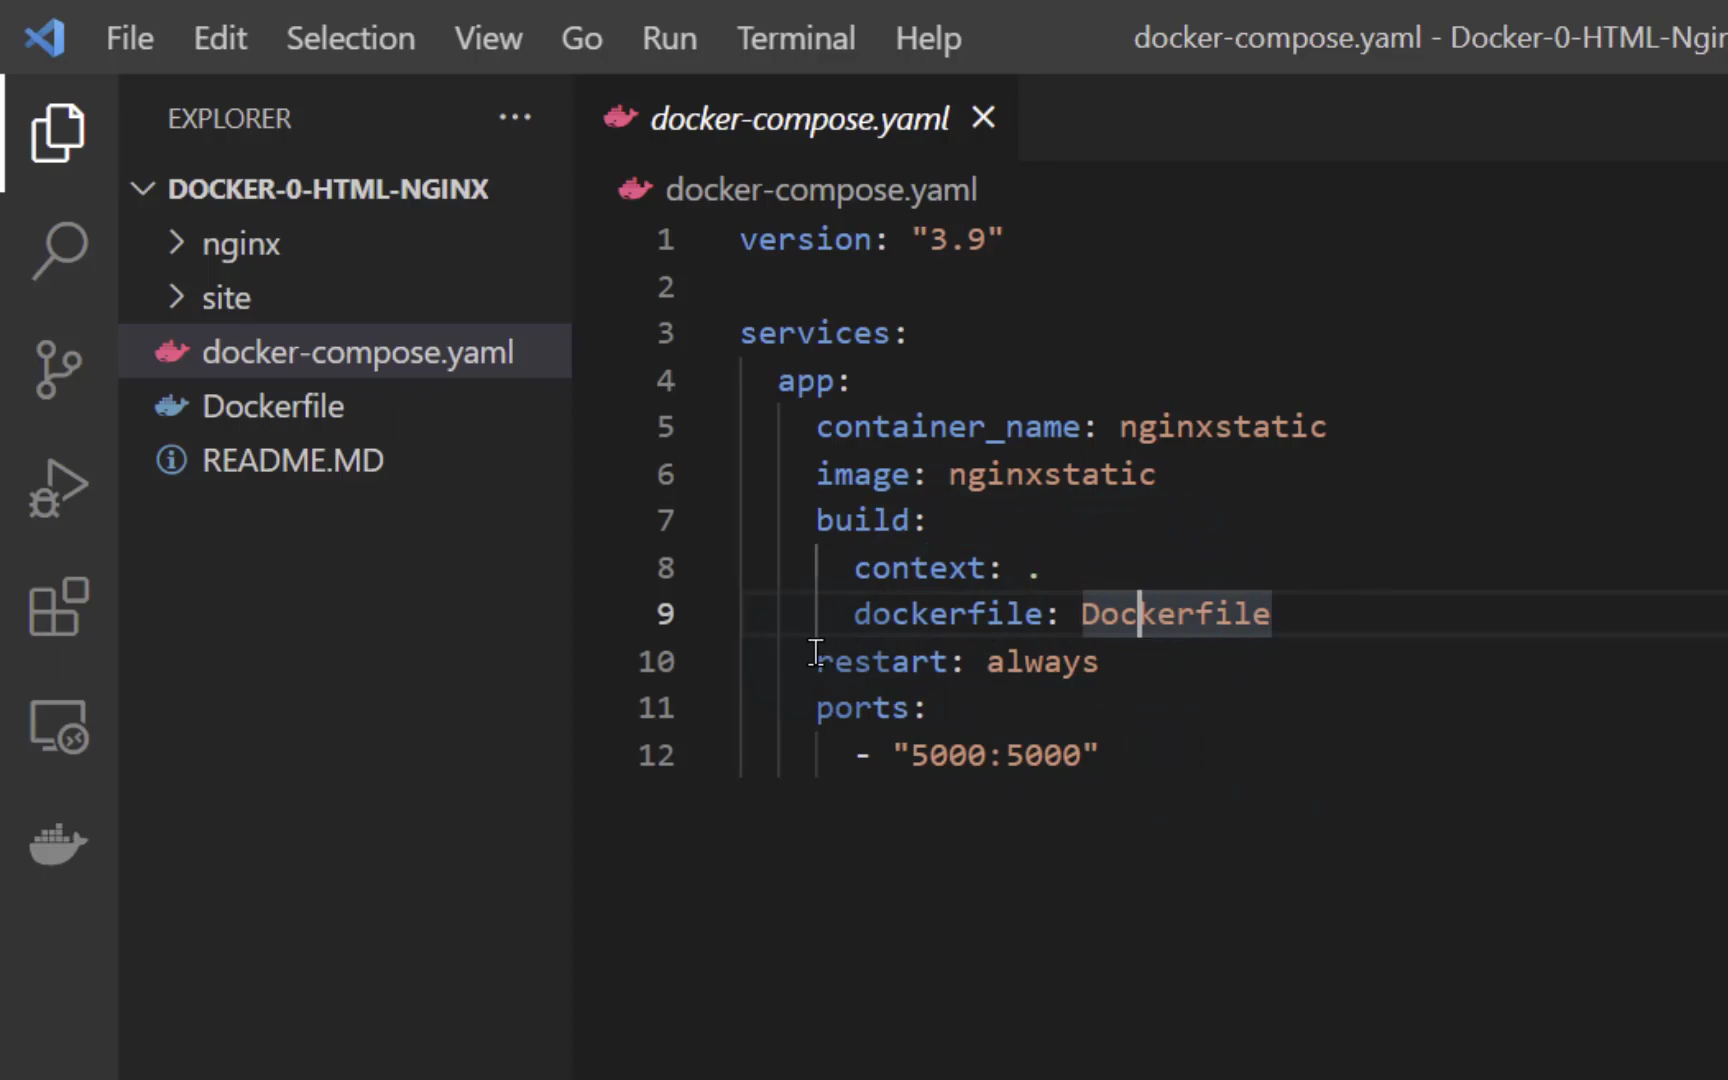 File Edit Selection View Go Run Terminal Help docker-compose.yaml - Docker-0-HTML-Ngin
EXPLORER ···
DOCKER-0-HTML-NGINX
nginx
site
docker-compose.yaml
Dockerfile
README.MD
docker-compose.yaml
docker-compose.yaml
1 version: "3.9"
2
3 services:
4 app:
5 container_name: nginxstatic
6 image: nginxstatic
7 build:
8 context: .
9 dockerfile: Dockerfile
10 restart: always
11 ports:
12 - "5000:5000"